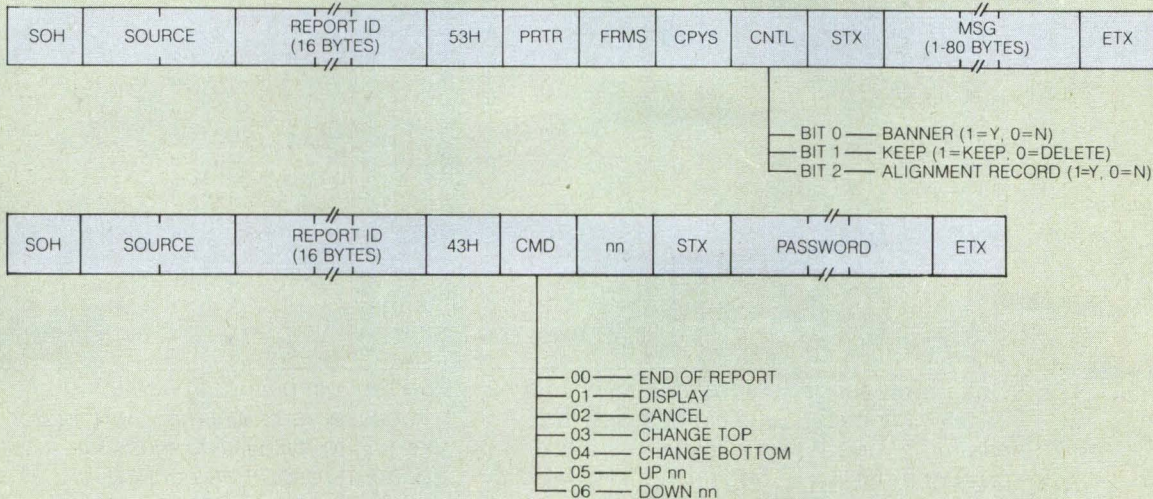 SOH SOURCE REPORT ID 53H PRTR FRMS CPYS CNTL STX MSG ETX
(16 BYTES) (1-80 BYTES)
BIT 0 — BANNER (1=Y, 0=N)
BIT 1 — KEEP (1=KEEP, 0=DELETE)
BIT 2 — ALIGNMENT RECORD (1=Y, 0=N)
SOH SOURCE REPORT ID 43H CMD nn STX PASSWORD ETX
(16 BYTES)
00 — END OF REPORT
01 — DISPLAY
02 — CANCEL
03 — CHANGE TOP
04 — CHANGE BOTTOM
05 — UP nn
06 — DOWN nn